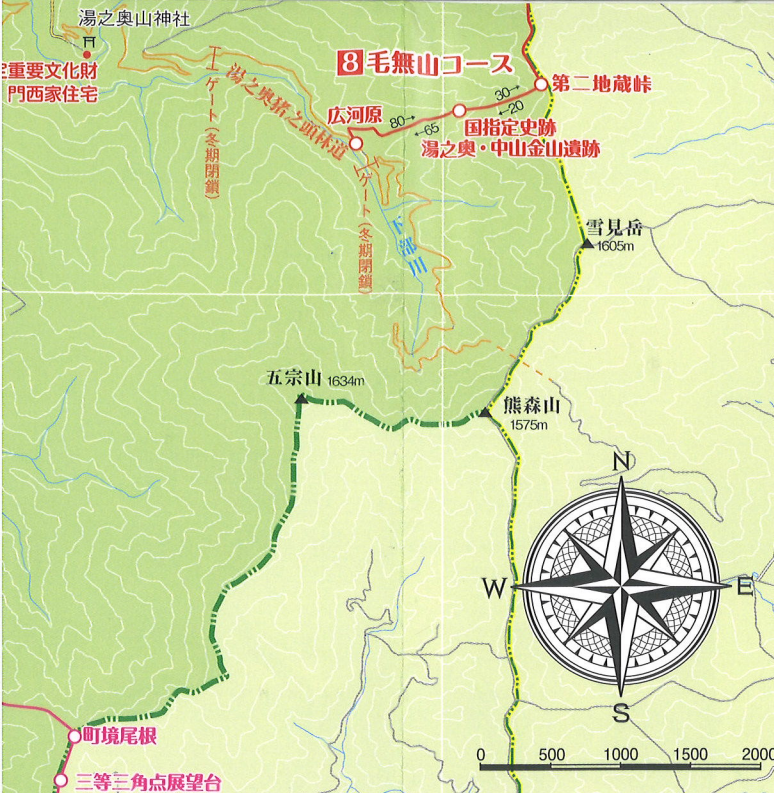 湯之奥山神社
重要文化財
門西家住宅
8 毛無山コース
第二地蔵峠
30→
←20
広河原
80→
←65
国指定史跡
湯之奥・中山金山遺跡
湯之奥猪之頭林道
ゲート(冬期閉鎖)
ゲート(冬期閉鎖)
下部川
雪見岳
1605m
五宗山 1634m
熊森山
1575m
N
W
E
S
町境尾根
三等三角点展望台
0 500 1000 1500 2000